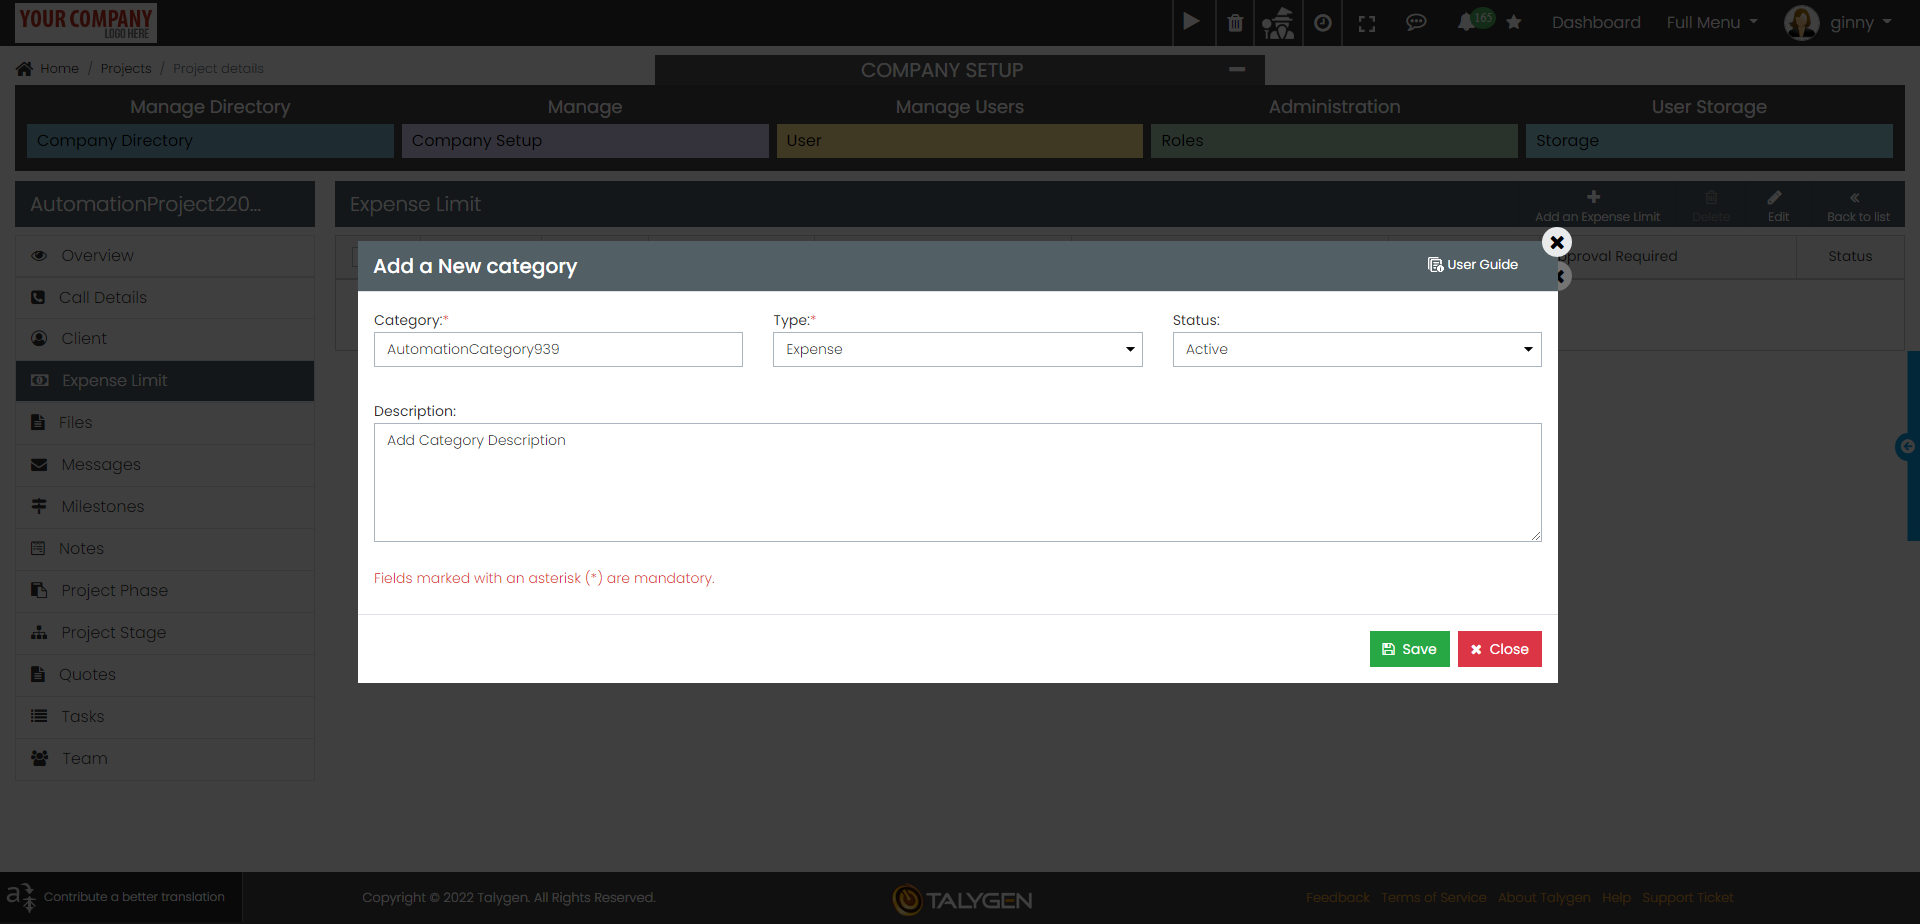 YOUR COMPANY
LOGO HERE
165
Dashboard
Full Menu
ginny
Home / Projects / Project details
COMPANY SETUP
Manage Directory
Manage
Manage Users
Administration
User Storage
Company Directory
Company Setup
User
Roles
Storage
AutomationProject220...
Expense Limit
Add an Expense Limit
Delete
Edit
Back to list
Overview
Call Details
Client
Expense Limit
Files
Messages
Milestones
Notes
Project Phase
Project Stage
Quotes
Tasks
Team
proval Required
Status
Add a New category
User Guide
Category:*
Type:*
Status:
AutomationCategory939
Expense
Active
Description:
Add Category Description
Fields marked with an asterisk (*) are mandatory.
Save
Close
Contribute a better translation
Copyright © 2022 Talygen. All Rights Reserved.
TALYGEN
Feedback
Terms of Service
About Talygen
Help
Support Ticket